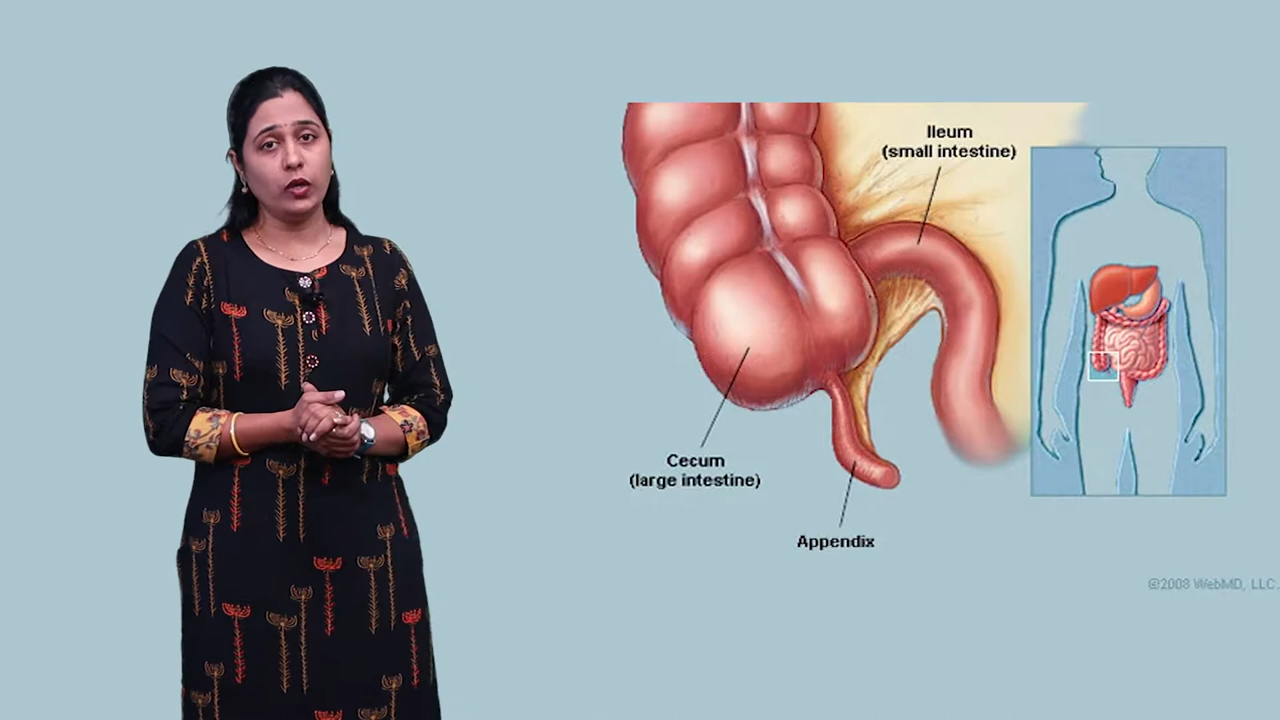 Ileum
(small intestine)
Cecum
(large intestine)
Appendix
©2008 WebMD, LLC.